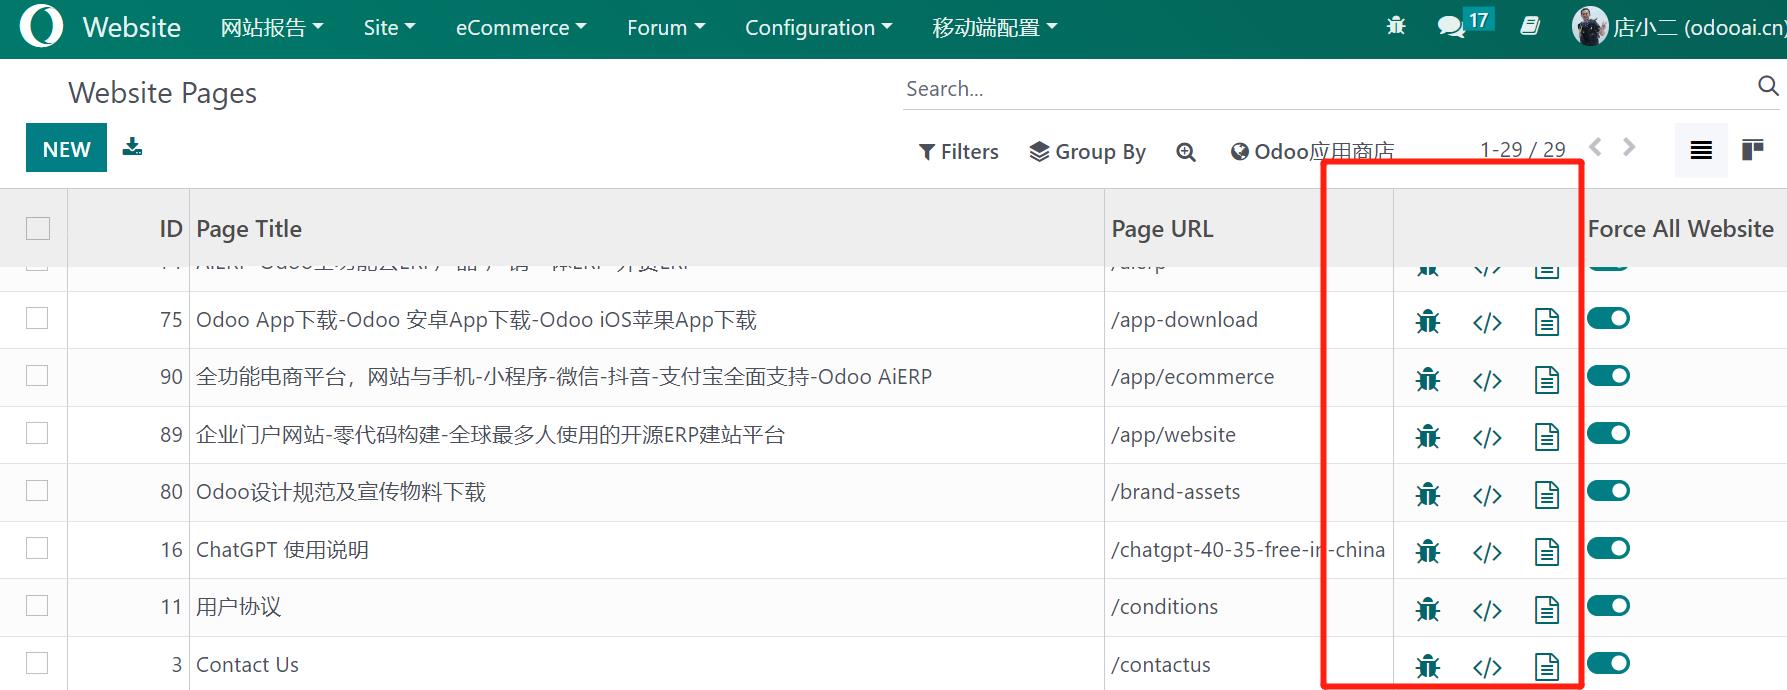 Website 网站报告 Site eCommerce Forum Configuration 移动端配置 17 店小二 (odooai.cn)
Website Pages
Search...
NEW
Filters Group By Odoo应用商店 1-29 / 29
ID Page Title Page URL Force All Website
75 Odoo App下载-Odoo 安卓App下载-Odoo iOS苹果App下载 /app-download
90 全功能电商平台，网站与手机-小程序-微信-抖音-支付宝全面支持-Odoo AiERP /app/ecommerce
89 企业门户网站-零代码构建-全球最多人使用的开源ERP建站平台 /app/website
80 Odoo设计规范及宣传物料下载 /brand-assets
16 ChatGPT 使用说明 /chatgpt-40-35-free-in-china
11 用户协议 /conditions
3 Contact Us /contactus